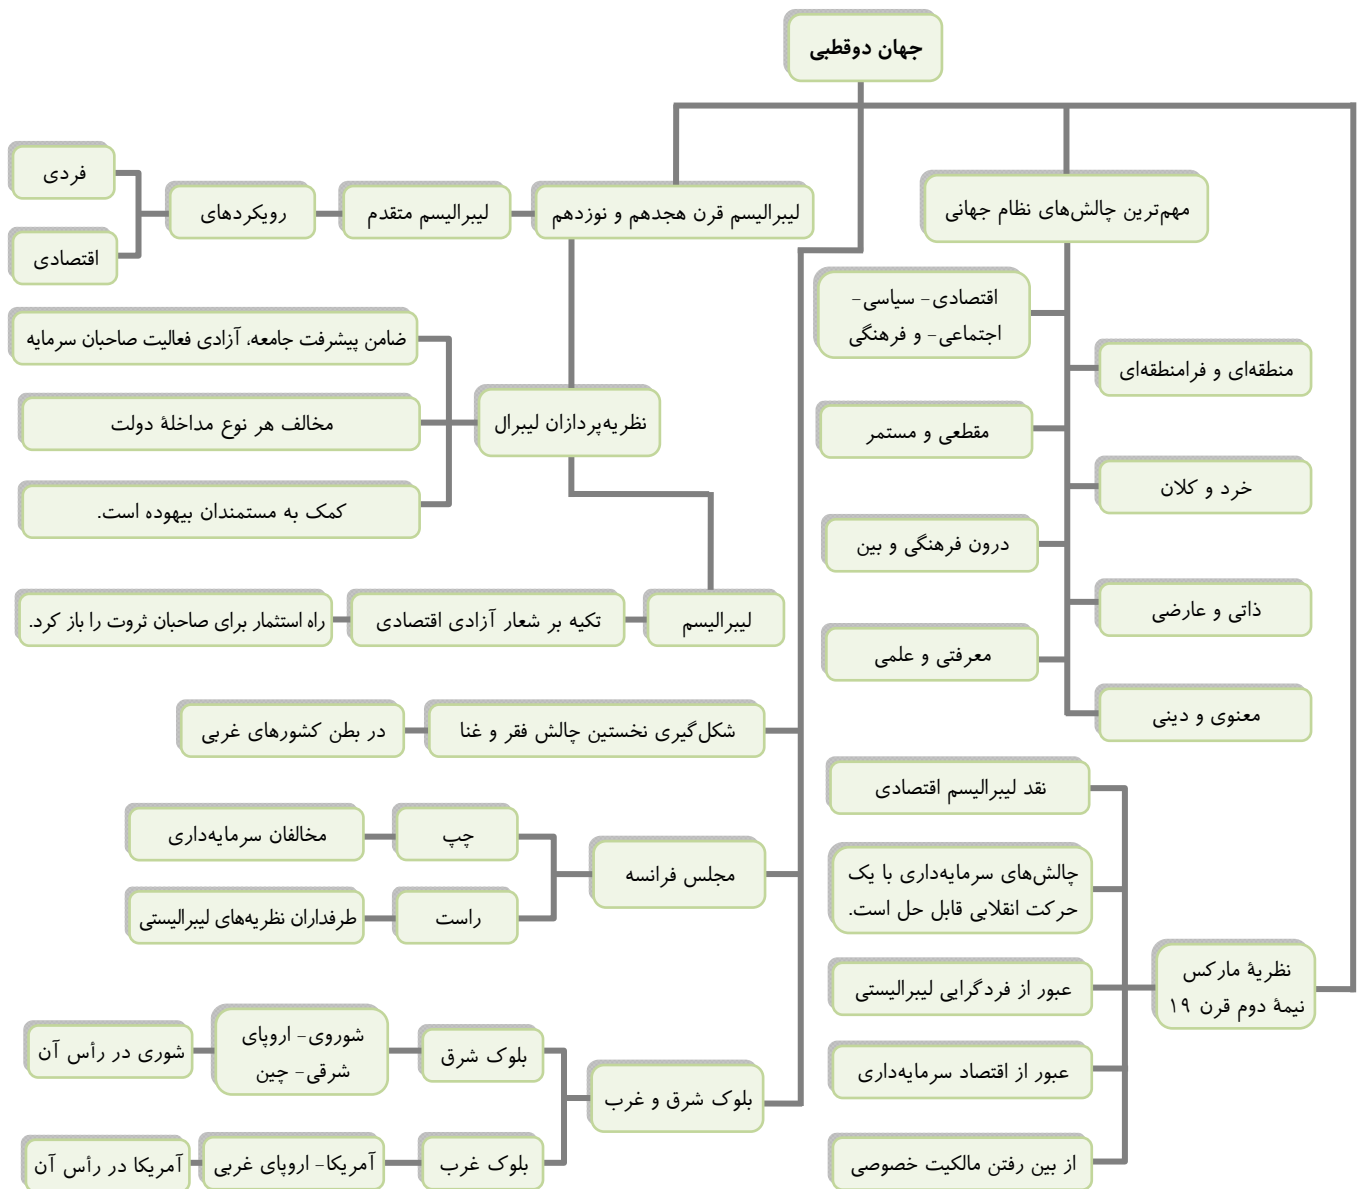 جهان دوقطبی
مهم‌ترین چالش‌های نظام جهانی
اقتصادی- سیاسی-
اجتماعی- و فرهنگی
منطقه‌ای و فرامنطقه‌ای
مقطعی و مستمر
خرد و کلان
درون فرهنگی و بین
ذاتی و عارضی
معرفتی و علمی
معنوی و دینی
لیبرالیسم قرن هجدهم و نوزدهم
لیبرالیسم متقدم
رویکردهای
فردی
اقتصادی
نظریه‌پردازان لیبرال
ضامن پیشرفت جامعه، آزادی فعالیت صاحبان سرمایه
مخالف هر نوع مداخلهٔ دولت
کمک به مستمندان بیهوده است.
لیبرالیسم
تکیه بر شعار آزادی اقتصادی
راه استثمار برای صاحبان ثروت را باز کرد.
شکل‌گیری نخستین چالش فقر و غنا
در بطن کشورهای غربی
مجلس فرانسه
چپ
مخالفان سرمایه‌داری
راست
طرفداران نظریه‌های لیبرالیستی
بلوک شرق و غرب
بلوک شرق
شوروی- اروپای
شرقی- چین
شوری در رأس آن
بلوک غرب
آمریکا- اروپای غربی
آمریکا در رأس آن
نظریهٔ مارکس
نیمهٔ دوم قرن ۱۹
نقد لیبرالیسم اقتصادی
چالش‌های سرمایه‌داری با یک
حرکت انقلابی قابل حل است.
عبور از فردگرایی لیبرالیستی
عبور از اقتصاد سرمایه‌داری
از بین رفتن مالکیت خصوصی